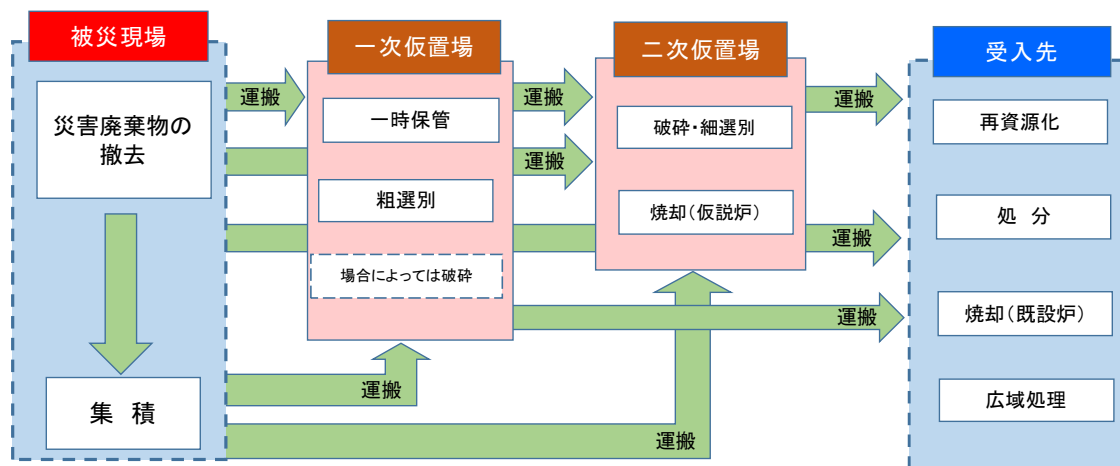 被災現場
災害廃棄物の
撤去
集 積
運搬
運搬
運搬
一次仮置場
一時保管
粗選別
場合によっては破砕
運搬
運搬
運搬
二次仮置場
破砕・細選別
焼却(仮説炉)
運搬
運搬
受入先
再資源化
処 分
焼却(既設炉)
広域処理